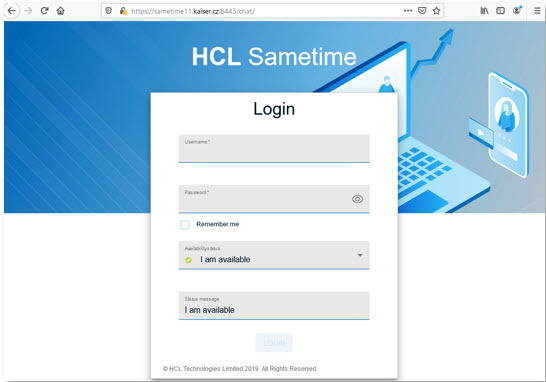 https://sametime11.kaiser.cz:8443/chat/
HCL Sametime
Login
Username *
Password *
Remember me
Availability status
I am available
Status message
I am available
LOGIN
© HCL Technologies Limited 2019. All Rights Reserved.